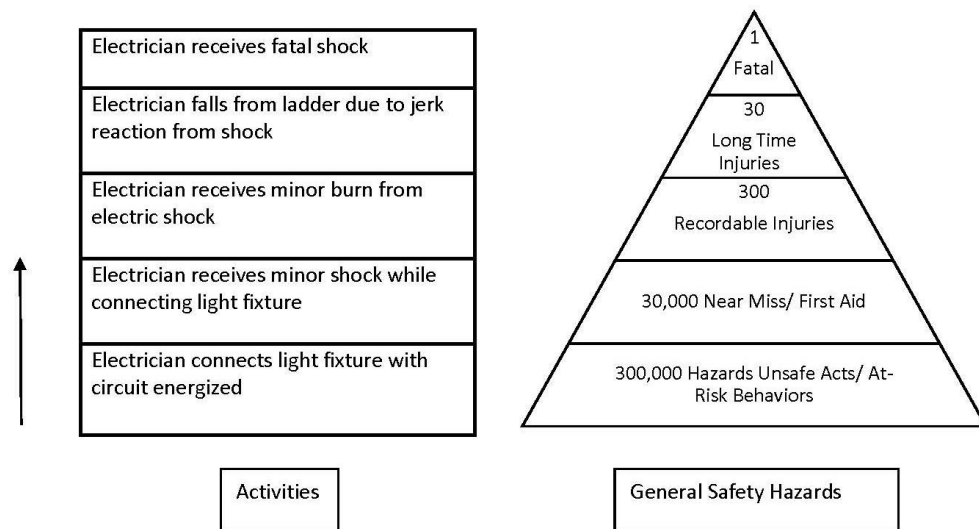 Electrician receives fatal shock
Electrician falls from ladder due to jerk
reaction from shock
Electrician receives minor burn from
electric shock
Electrician receives minor shock while
connecting light fixture
Electrician connects light fixture with
circuit energized
Activities
1
Fatal
30
Long Time
Injuries
300
Recordable Injuries
30,000 Near Miss/ First Aid
300,000 Hazards Unsafe Acts/ At-
Risk Behaviors
General Safety Hazards